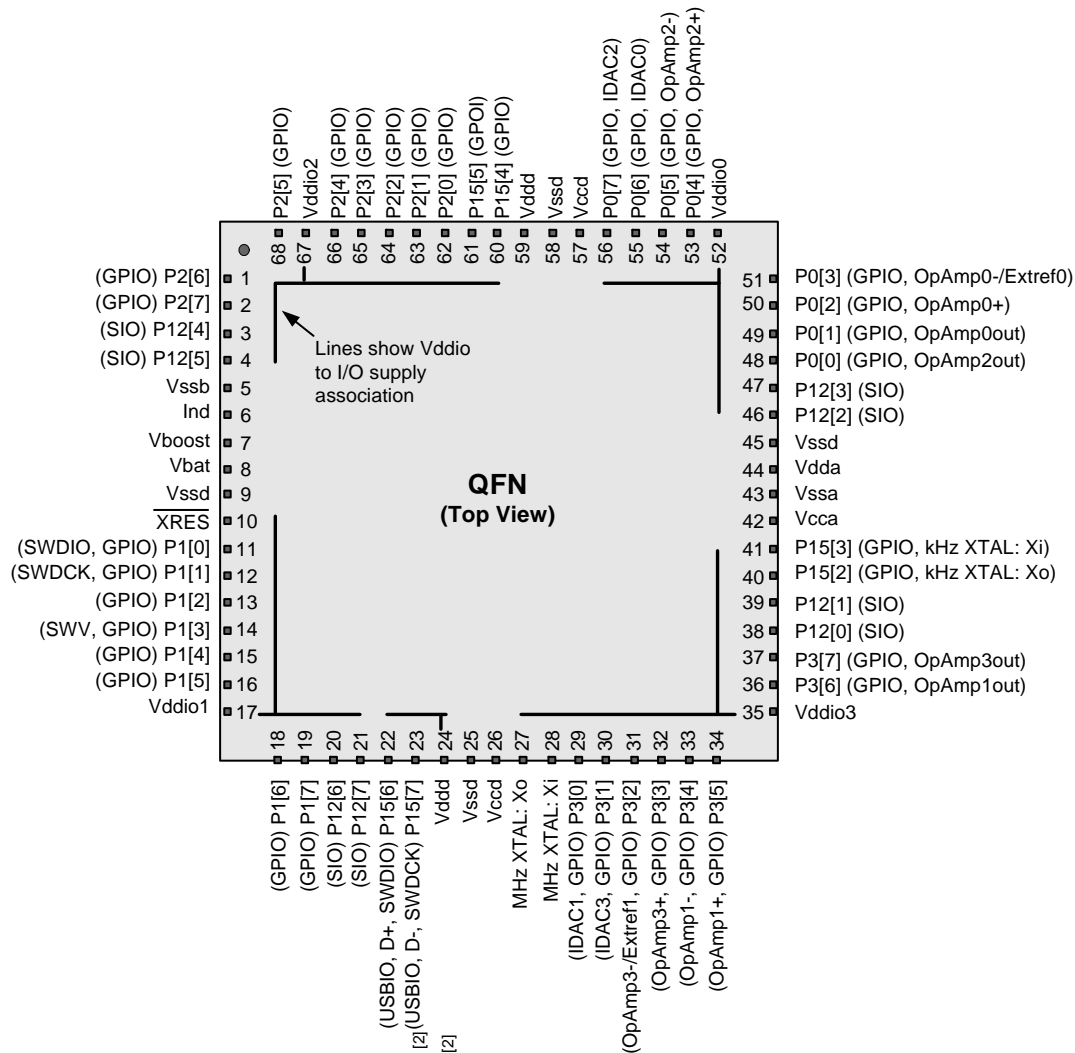 P2[5] (GPIO)
Vddio2
P2[4] (GPIO)
P2[3] (GPIO)
P2[2] (GPIO)
P2[1] (GPIO)
P2[0] (GPIO)
P15[5] (GPOI)
P15[4] (GPIO)
Vddd
Vssd
Vccd
P0[7] (GPIO, IDAC2)
P0[6] (GPIO, IDAC0)
P0[5] (GPIO, OpAmp2-)
P0[4] (GPIO, OpAmp2+)
Vddio0
68
67
66
65
64
63
62
61
60
59
58
57
56
55
54
53
52
(GPIO) P2[6] 1
(GPIO) P2[7] 2
(SIO) P12[4] 3
(SIO) P12[5] 4
Vssb 5
Ind 6
Vboost 7
Vbat 8
Vssd 9
XRES 10
(SWDIO, GPIO) P1[0] 11
(SWDCK, GPIO) P1[1] 12
(GPIO) P1[2] 13
(SWV, GPIO) P1[3] 14
(GPIO) P1[4] 15
(GPIO) P1[5] 16
Vddio1 17
Lines show Vddio
to I/O supply
association
QFN
(Top View)
51 P0[3] (GPIO, OpAmp0-/Extref0)
50 P0[2] (GPIO, OpAmp0+)
49 P0[1] (GPIO, OpAmp0out)
48 P0[0] (GPIO, OpAmp2out)
47 P12[3] (SIO)
46 P12[2] (SIO)
45 Vssd
44 Vdda
43 Vssa
42 Vcca
41 P15[3] (GPIO, kHz XTAL: Xi)
40 P15[2] (GPIO, kHz XTAL: Xo)
39 P12[1] (SIO)
38 P12[0] (SIO)
37 P3[7] (GPIO, OpAmp3out)
36 P3[6] (GPIO, OpAmp1out)
35 Vddio3
18
19
20
21
22
23
24
25
26
27
28
29
30
31
32
33
34
(GPIO) P1[6]
(GPIO) P1[7]
(SIO) P12[6]
(SIO) P12[7]
(USBIO, D+, SWDIO) P15[6]
[2]
(USBIO, D-, SWDCK) P15[7]
[2]
Vddd
Vssd
Vccd
MHz XTAL: Xo
MHz XTAL: Xi
(IDAC1, GPIO) P3[0]
(IDAC3, GPIO) P3[1]
(OpAmp3-/Extref1, GPIO) P3[2]
(OpAmp3+, GPIO) P3[3]
(OpAmp1-, GPIO) P3[4]
(OpAmp1+, GPIO) P3[5]